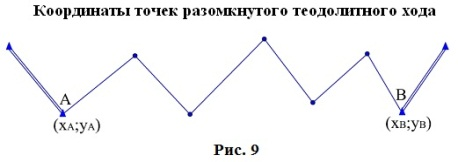 Координаты точек разомкнутого теодолитного хода
A B
(xA;yA) (xB;yB)
Рис. 9